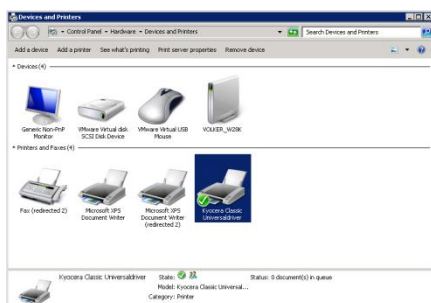 Devices and Printers
Control Panel Hardware Devices and Printers
Search Devices and Printers
Add a device Add a printer See what's printing Print server properties Remove device
Devices (4)
Generic Non-PnP
Monitor
VMware Virtual disk
SCSI Disk Device
VMware Virtual USB
Mouse
VOLKER_W28K
Printers and Faxes (4)
Fax (redirected 2)
Microsoft XPS
Document Writer
Microsoft XPS
Document Writer
(redirected 2)
Kyocera Classic
Universaldriver
Kyocera Classic Universaldriver State: Status: 0 document(s) in queue
Model: Kyocera Classic Universal...
Category: Printer